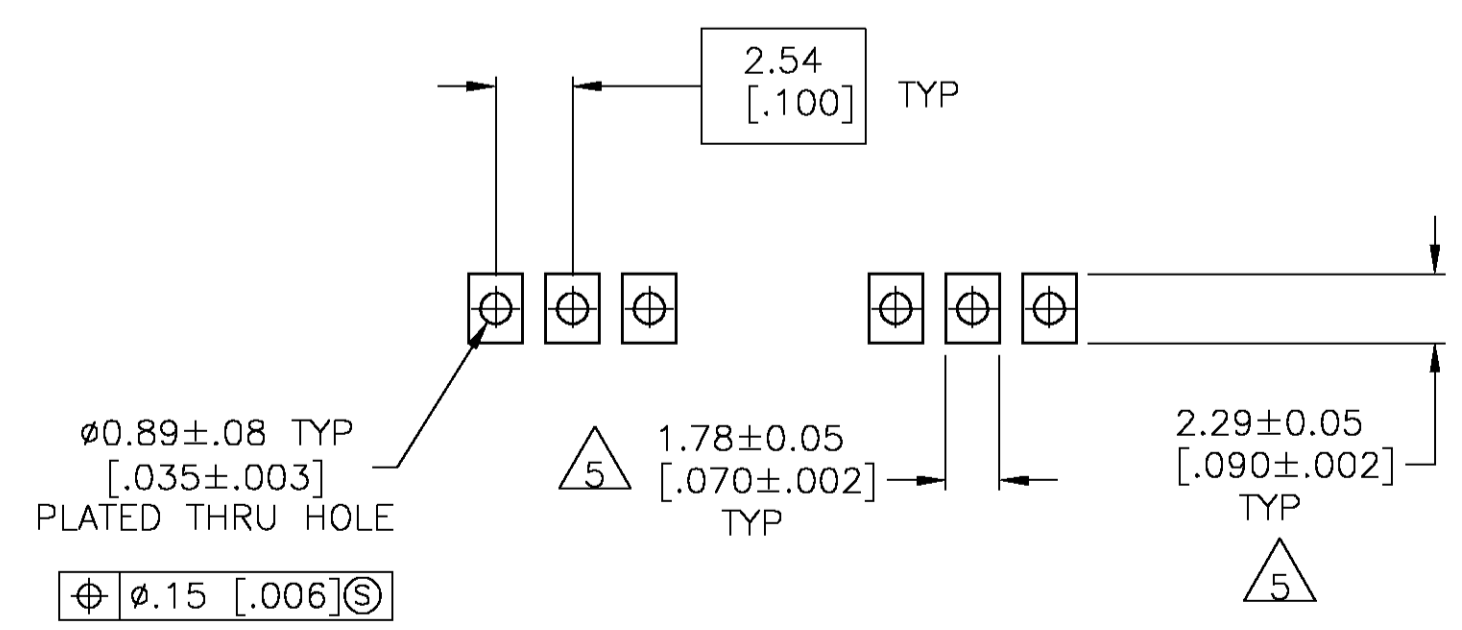 2.54
[.100]
TYP
ø0.89±.08 TYP
[.035±.003]
PLATED THRU HOLE
⌖ ø.15 [.006]Ⓢ
5
1.78±0.05
[.070±.002]
TYP
2.29±0.05
[.090±.002]
TYP
5